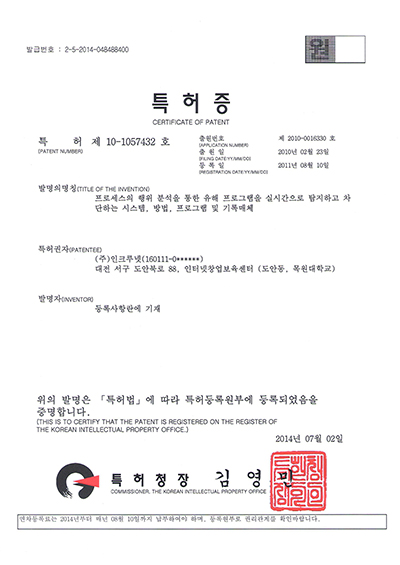 발급번호 : 2-5-2014-048488400
원
특허증
CERTIFICATE OF PATENT
특 허 제 10-1057432 호
(PATENT NUMBER)
출원번호 제 2010-0016330 호
(APPLICATION NUMBER)
출 원 일 2010년 02월 23일
(FILING DATE:YY/MM/DD)
등 록 일 2011년 08월 10일
(REGISTRATION DATE:YY/MM/DD)
발명의명칭(TITLE OF THE INVENTION)
프로세스의 행위 분석을 통한 유해 프로그램을 실시간으로 탐지하고 차
단하는 시스템, 방법, 프로그램 및 기록매체
특허권자(PATENTEE)
(주)인크루넷(160111-0******)
대전 서구 도안북로 88, 인터넷창업보육센터 (도안동, 목원대학교)
발명자(INVENTOR)
등록사항란에 기재
위의 발명은 「특허법」에 따라 특허등록원부에 등록되었음을
증명합니다.
(THIS IS TO CERTIFY THAT THE PATENT IS REGISTERED ON THE REGISTER OF
THE KOREAN INTELLECTUAL PROPERTY OFFICE.)
2014년 07월 02일
특허청장 김영민
COMMISSIONER, THE KOREAN INTELLECTUAL PROPERTY OFFICE
연차등록료는 2014년부터 매년 08월 10일까지 납부하여야 하며, 등록원부로 권리관계를 확인바랍니다.